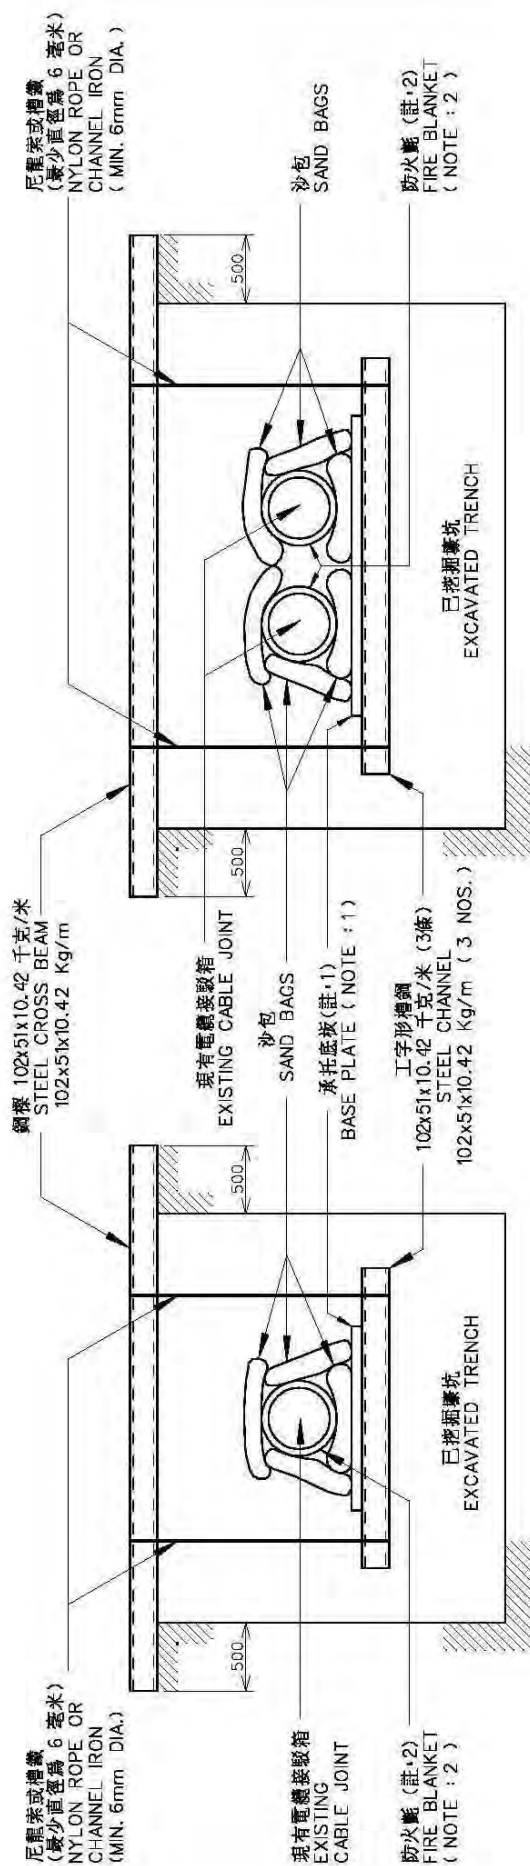 尼龍索或槽鐵
(最少直徑為 6 毫米)
NYLON ROPE OR
CHANNEL IRON
(MIN. 6mm DIA.)
鋼樑 102x51x10.42 千克/米
STEEL CROSS BEAM
102x51x10.42 Kg/m
尼龍索或槽鐵
(最少直徑為 6 毫米)
NYLON ROPE OR
CHANNEL IRON
( MIN. 6mm DIA. )
500
500
500
500
現有電纜接駁箱
EXISTING
CABLE JOINT
現有電纜接駁箱
EXISTING CABLE JOINT
沙包
SAND BAGS
沙包
SAND BAGS
防火氈 (註:2)
FIRE BLANKET
( NOTE : 2 )
承托底板(註:1)
BASE PLATE ( NOTE : 1 )
防火氈 (註:2)
FIRE BLANKET
( NOTE : 2 )
已挖掘壕坑
EXCAVATED TRENCH
工字形槽鋼
102x51x10.42 千克/米 (3條)
STEEL CHANNEL
102x51x10.42 Kg/m ( 3 NOS. )
已挖掘壕坑
EXCAVATED TRENCH